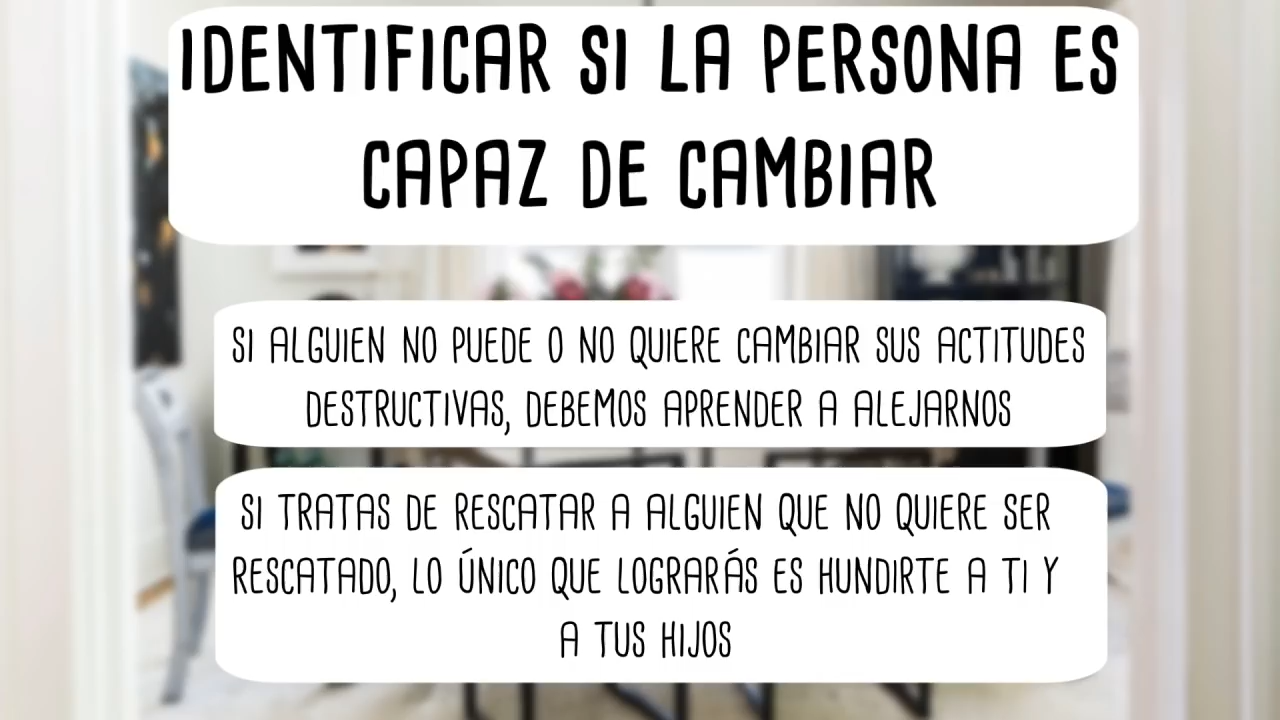 IDENTIFICAR SI LA PERSONA ES
CAPAZ DE CAMBIAR
SI ALGUIEN NO PUEDE O NO QUIERE CAMBIAR SUS ACTITUDES
DESTRUCTIVAS, DEBEMOS APRENDER A ALEJARNOS
SI TRATAS DE RESCATAR A ALGUIEN QUE NO QUIERE SER
RESCATADO, LO ÚNICO QUE LOGRARÁS ES HUNDIRTE A TI Y
A TUS HIJOS